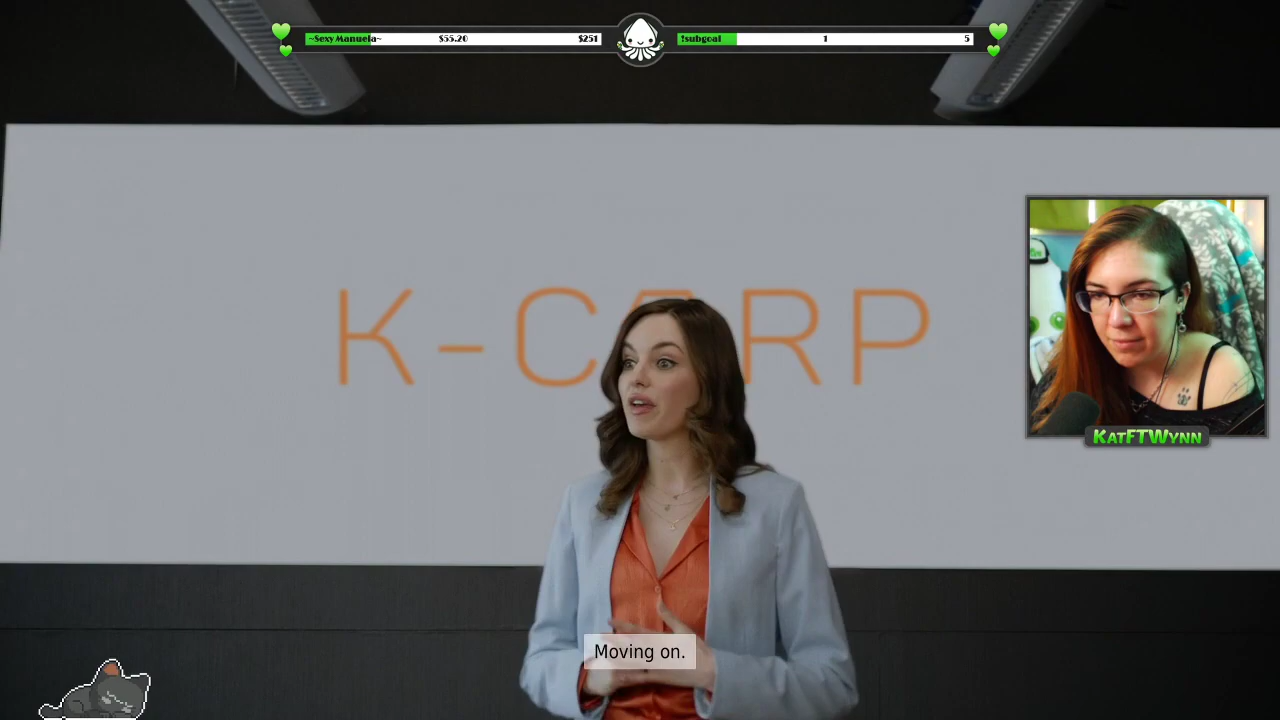 ~Sexy Manuela~ $55.20 $251
!subgoal 1 5
K-CORP
KATFTWYNN
Moving on.